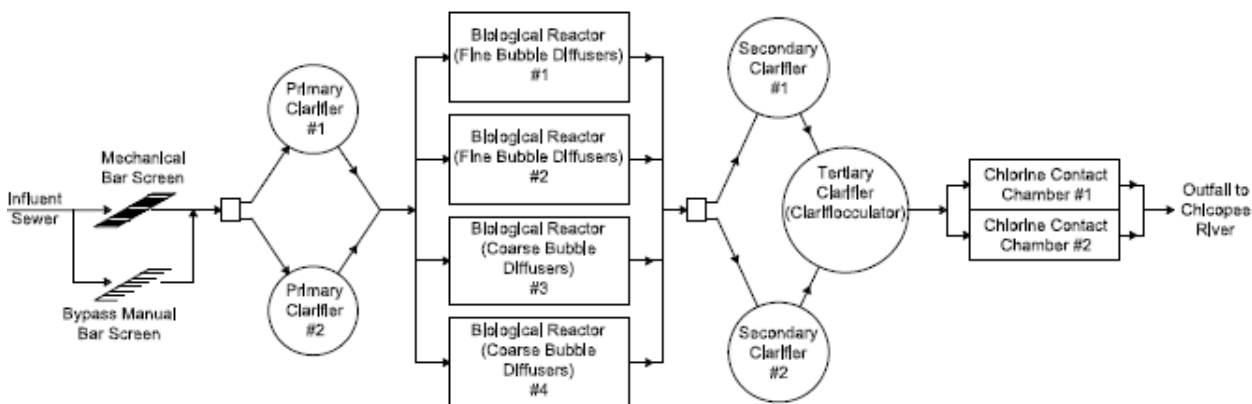 Influent
Sewer
Mechanical
Bar Screen
Bypass Manual
Bar Screen
Primary
Clarifier
#1
Primary
Clarifier
#2
Biological Reactor
(Fine Bubble Diffusers)
#1
Biological Reactor
(Fine Bubble Diffusers)
#2
Biological Reactor
(Coarse Bubble
Diffusers)
#3
Biological Reactor
(Coarse Bubble
Diffusers)
#4
Secondary
Clarifier
#1
Tertiary
Clarifier
(Clariflocculator)
Secondary
Clarifier
#2
Chlorine Contact
Chamber #1
Chlorine Contact
Chamber #2
Outfall to
Chicopee
River